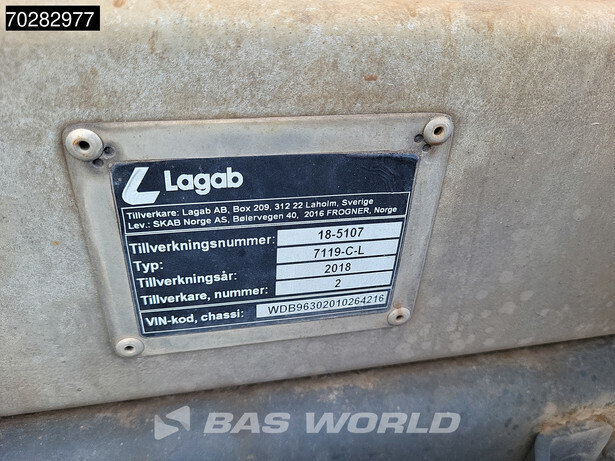 70282977
Lagab
Tillverkare: Lagab AB, Box 209, 312 22 Laholm, Sverige
Lev.: SKAB Norge AS, Bølervegen 40, 2016 FROGNER, Norge
Tillverkningsnummer: 18-5107
Typ: 7119-C-L
Tillverkningsår: 2018
Tillverkare, nummer: 2
VIN-kod, chassi: WDB96302010264216
BAS WORLD